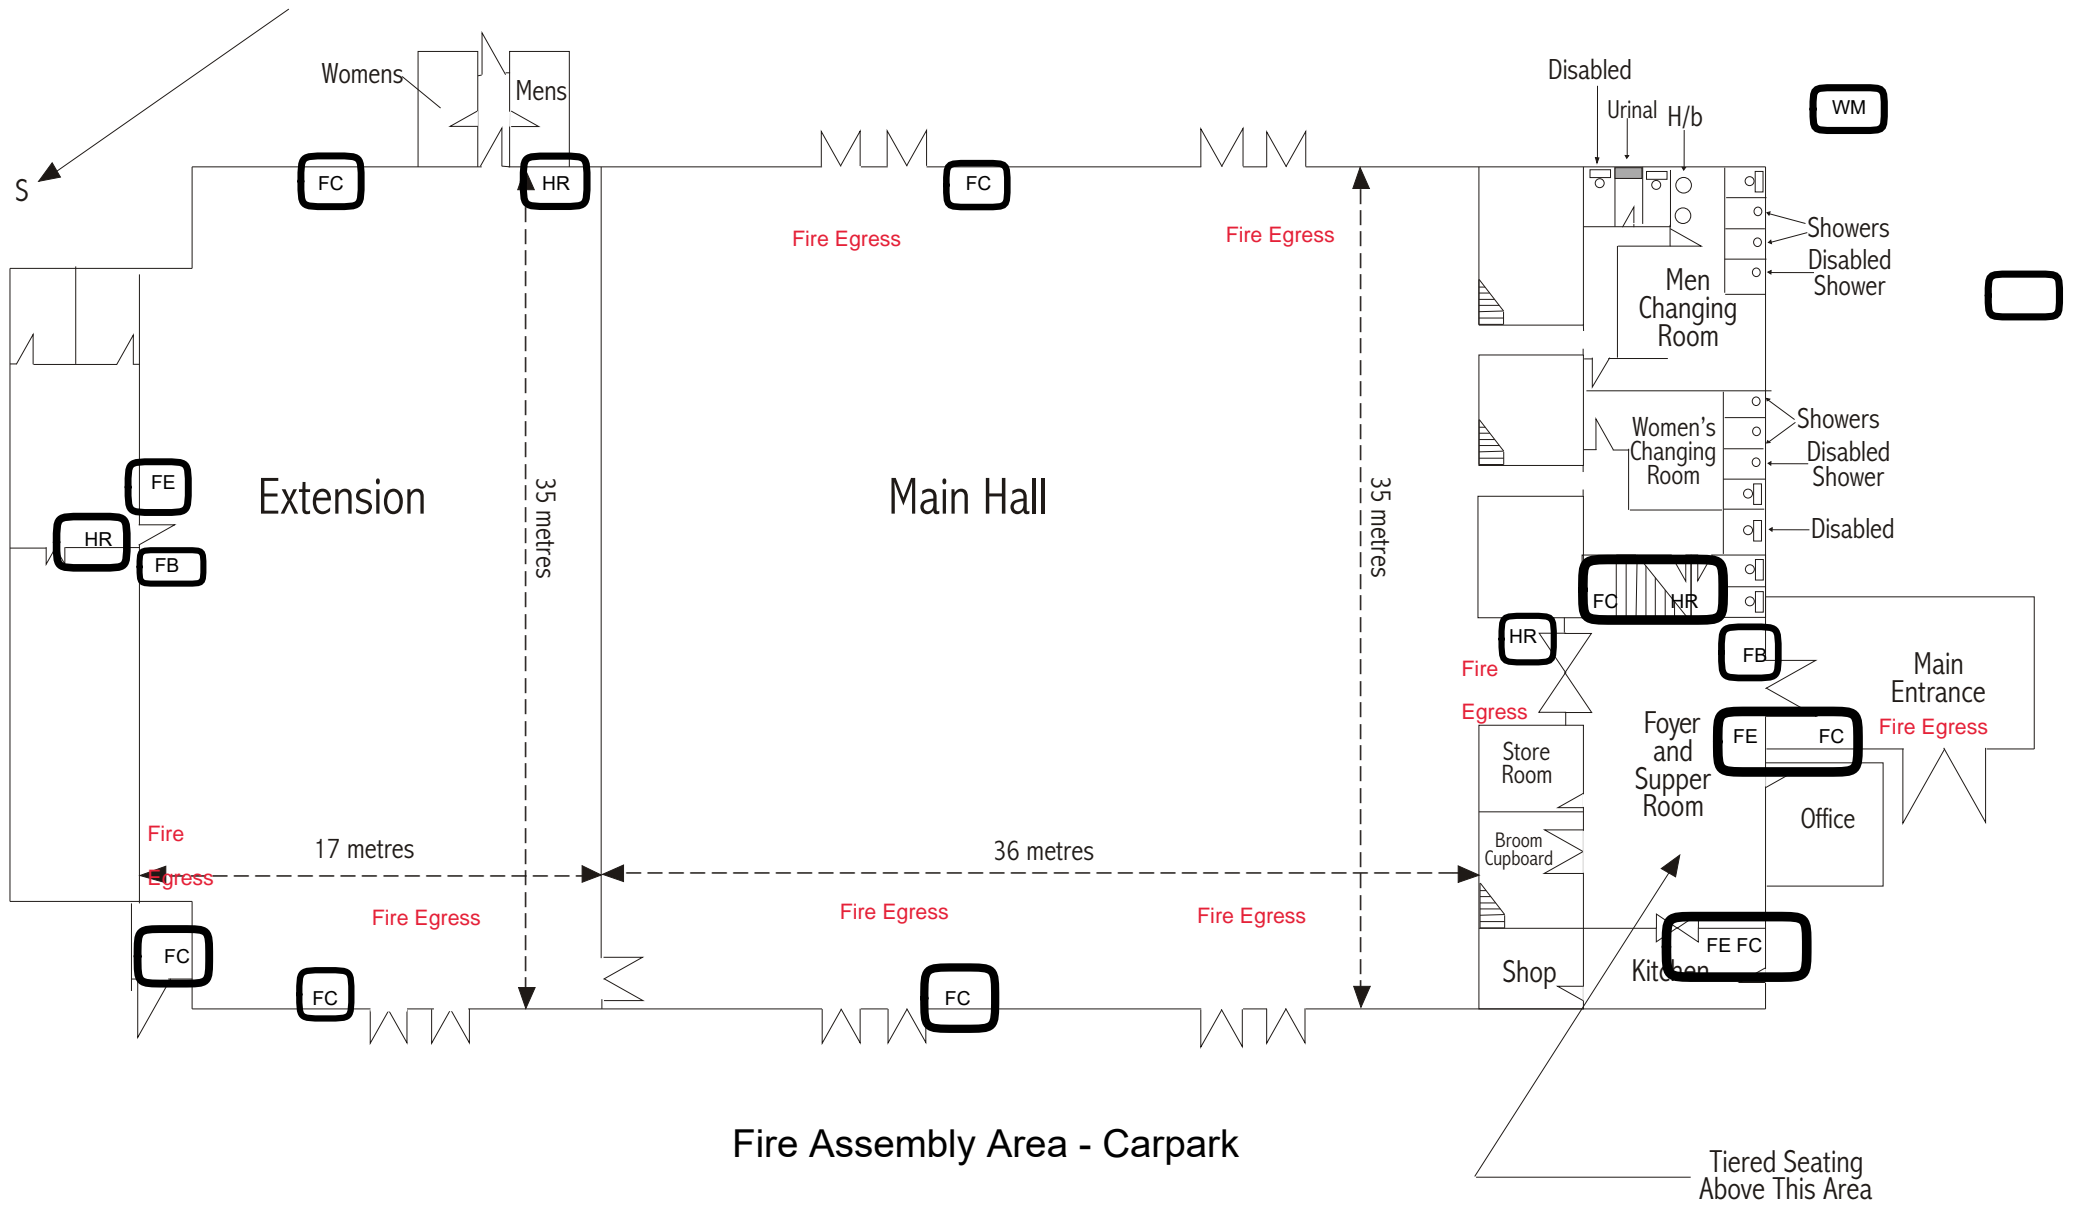 Womens
Mens
Disabled
Urinal
H/b
WM
S
FC
HR
FC
Fire Egress
Fire Egress
Showers
Disabled
Shower
Men
Changing
Room
Showers
Women's
Changing
Room
Disabled
Shower
FE
Extension
35 metres
Main Hall
35 metres
Disabled
HR
FB
FC
HR
HR
FB
Fire
Egress
Main
Entrance
Fire Egress
FE
FC
Foyer
and
Supper
Room
Store
Room
Office
Fire
Egress
17 metres
36 metres
Broom
Cupboard
Fire Egress
Fire Egress
Fire Egress
FC
FC
FC
Shop
Kitchen
FE FC
Fire Assembly Area - Carpark
Tiered Seating
Above This Area